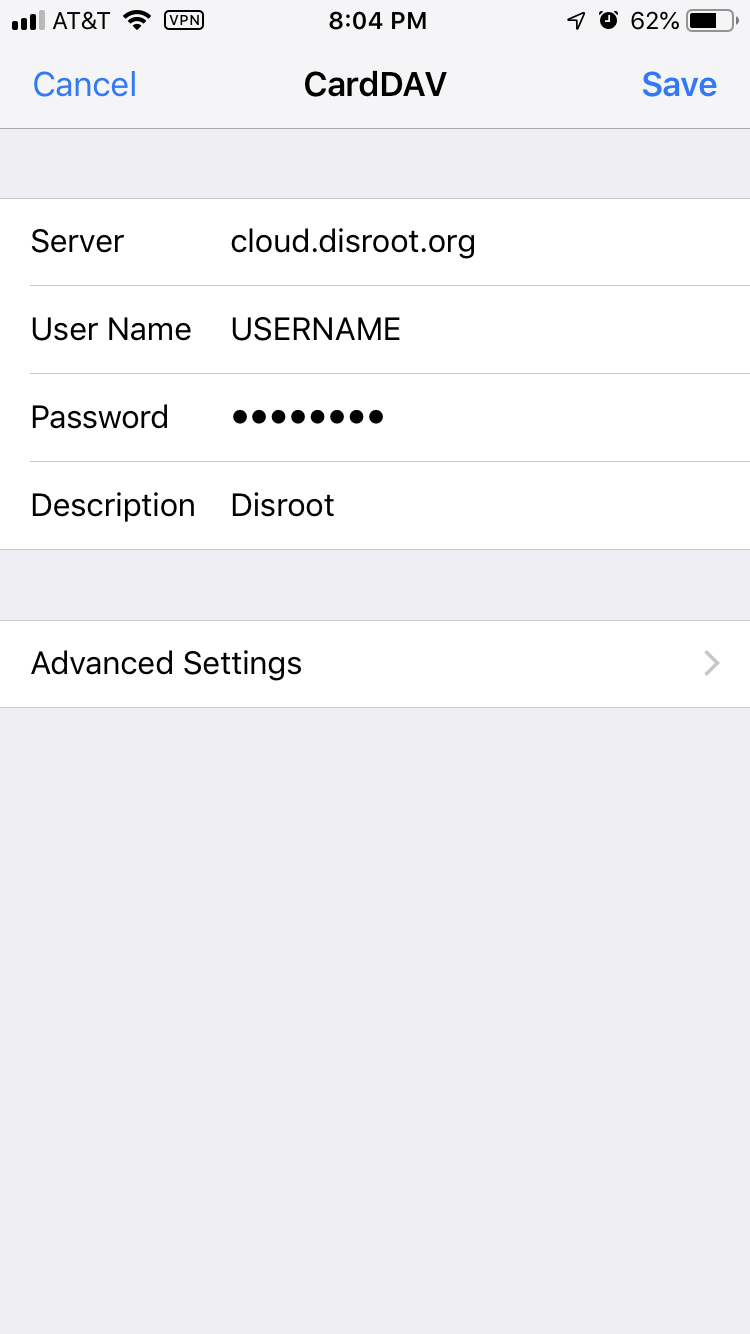 AT&T VPN 8:04 PM 62%
Cancel CardDAV Save
Server cloud.disroot.org
User Name USERNAME
Password ●●●●●●●●
Description Disroot
Advanced Settings